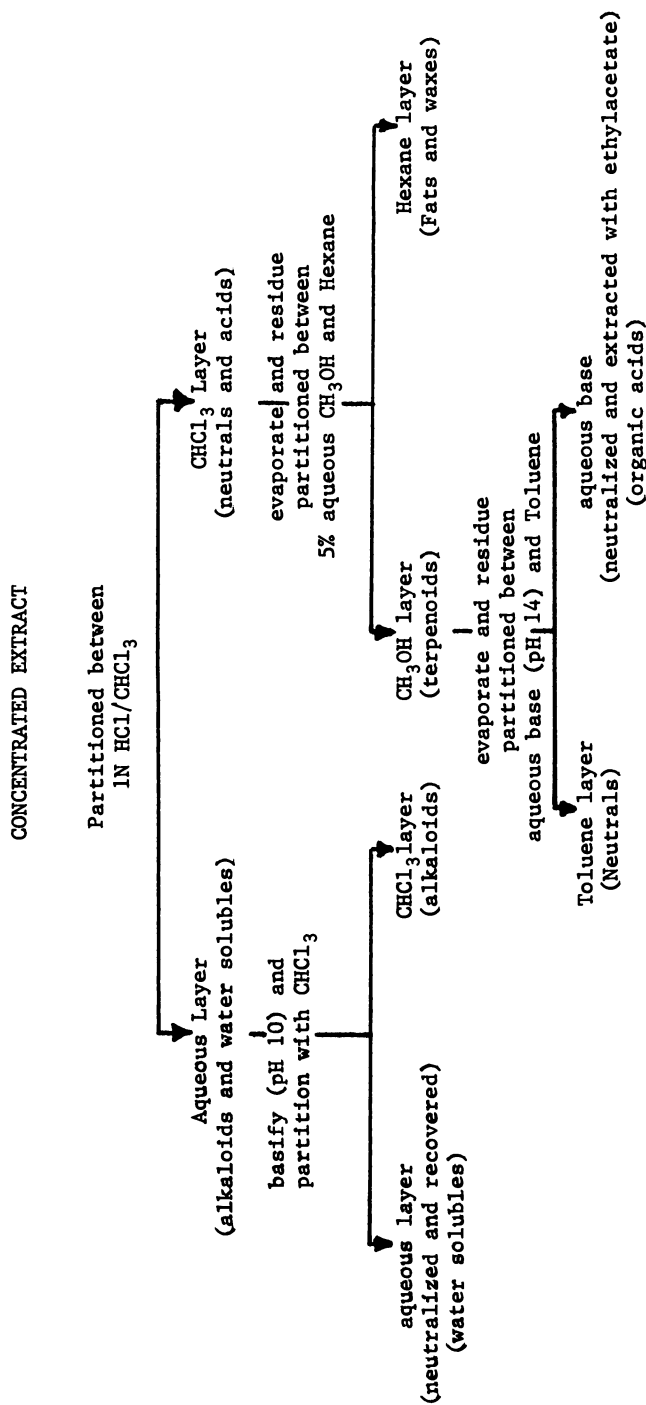 CONCENTRATED EXTRACT
Partitioned between
1N HCl/CHCl₃
Aqueous Layer
(alkaloids and water solubles)
basify (pH 10) and
partition with CHCl₃
aqueous layer
(neutralized and recovered)
(water solubles)
CHCl₃ layer
(alkaloids)
CHCl₃ Layer
(neutrals and acids)
evaporate and residue
partitioned between
5% aqueous CH₃OH and Hexane
CH₃OH layer
(terpenoids)
Hexane layer
(Fats and waxes)
evaporate and residue
partitioned between
aqueous base (pH 14) and Toluene
Toluene layer
(Neutrals)
aqueous base
(neutralized and extracted with ethylacetate)
(organic acids)